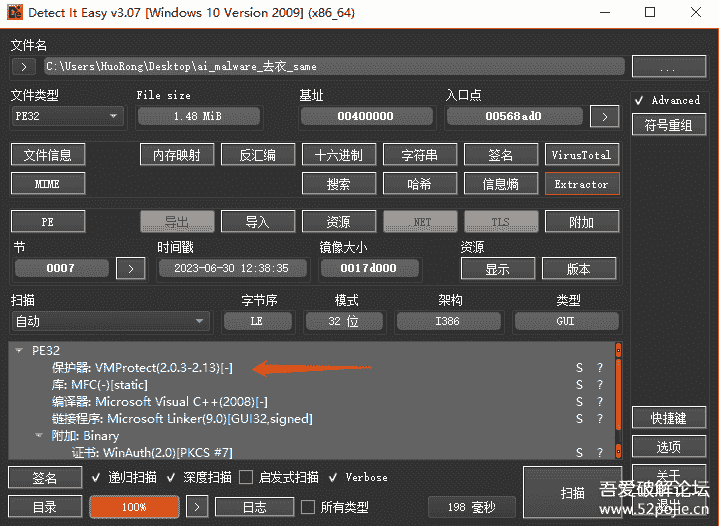 Detect It Easy v3.07 [Windows 10 Version 2009] (x86_64)
文件名
> C:\Users\HuoRong\Desktop\ai_malware_去衣_same ...
文件类型 File size 基址 入口点
PE32 1.48 MiB 00400000 00568ad0 >
Advanced
符号重组
文件信息 内存映射 反汇编 十六进制 字符串 签名 VirusTotal
MIME 搜索 哈希 信息熵 Extractor
PE 导出 导入 资源 .NET TLS 附加
节 时间戳 镜像大小 资源
0007 > 2023-06-30 12:38:35 0017d000 显示 版本
扫描 字节序 模式 架构 类型
自动 LE 32 位 I386 GUI
PE32
保护器: VMProtect(2.0.3-2.13)[-] S ?
库: MFC(-)[static] S ?
编译器: Microsoft Visual C++(2008)[-] S ?
链接程序: Microsoft Linker(9.0)[GUI32,signed] S ?
附加: Binary
证书: WinAuth(2.0)[PKCS #7] S ?
快捷键
选项
关于
签名 递归扫描 深度扫描 启发式扫描 Verbose 扫描
目录 100% > 日志 所有类型 198 毫秒 退出
吾爱破解论坛
www.52pojie.cn